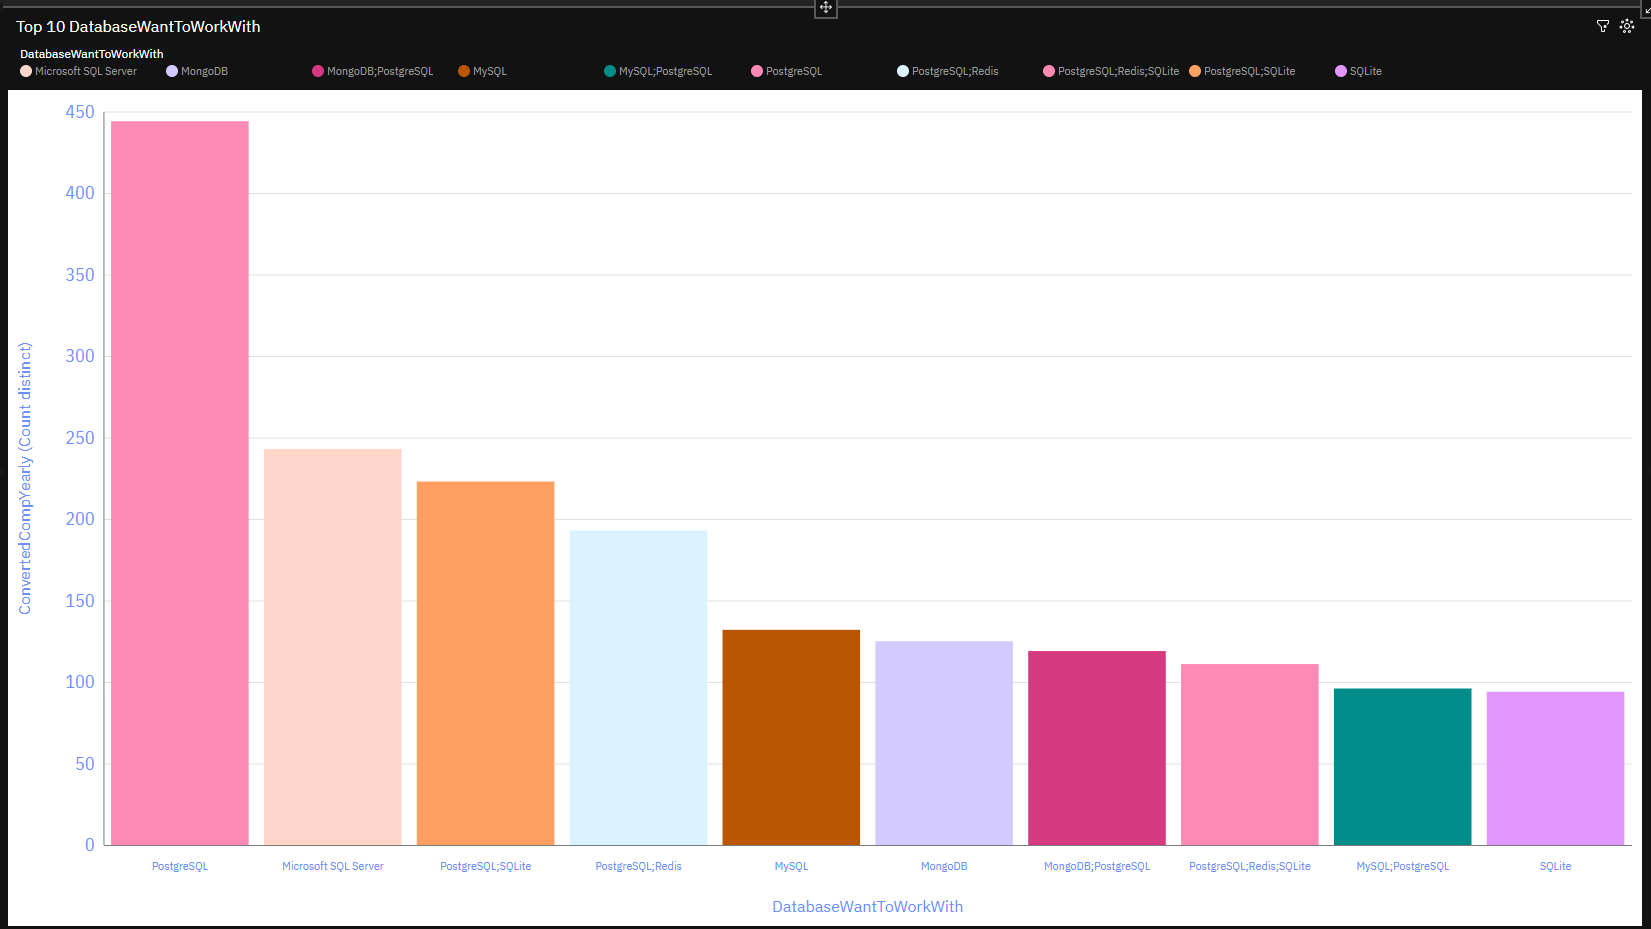 Top 10 DatabaseWantToWorkWith
DatabaseWantToWorkWith
Microsoft SQL Server MongoDB MongoDB;PostgreSQL MySQL MySQL;PostgreSQL PostgreSQL PostgreSQL;Redis PostgreSQL;Redis;SQLite PostgreSQL;SQLite SQLite
450
400
350
300
250
200
150
100
50
0
ConvertedCompYearly (Count distinct)
PostgreSQL Microsoft SQL Server PostgreSQL;SQLite PostgreSQL;Redis MySQL MongoDB MongoDB;PostgreSQL PostgreSQL;Redis;SQLite MySQL;PostgreSQL SQLite
DatabaseWantToWorkWith